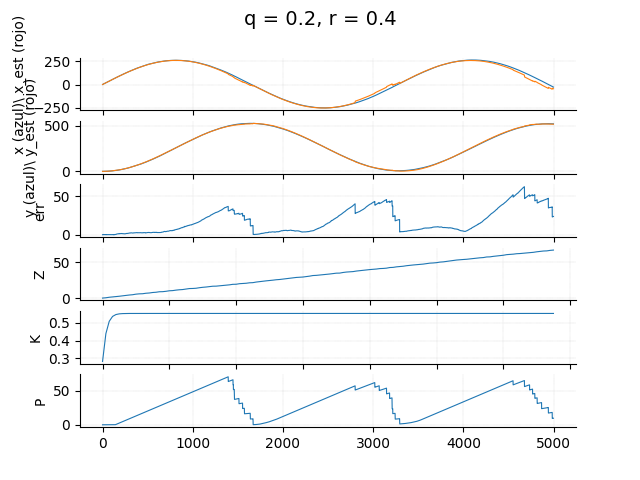 q = 0.2, r = 0.4
x (azul)\ x_est (rojo)
250
0
−250
y (azul)\ y_est (rojo)
500
0
err
50
0
Z
50
0
K
0.5
0.4
0.3
P
50
0
0 1000 2000 3000 4000 5000